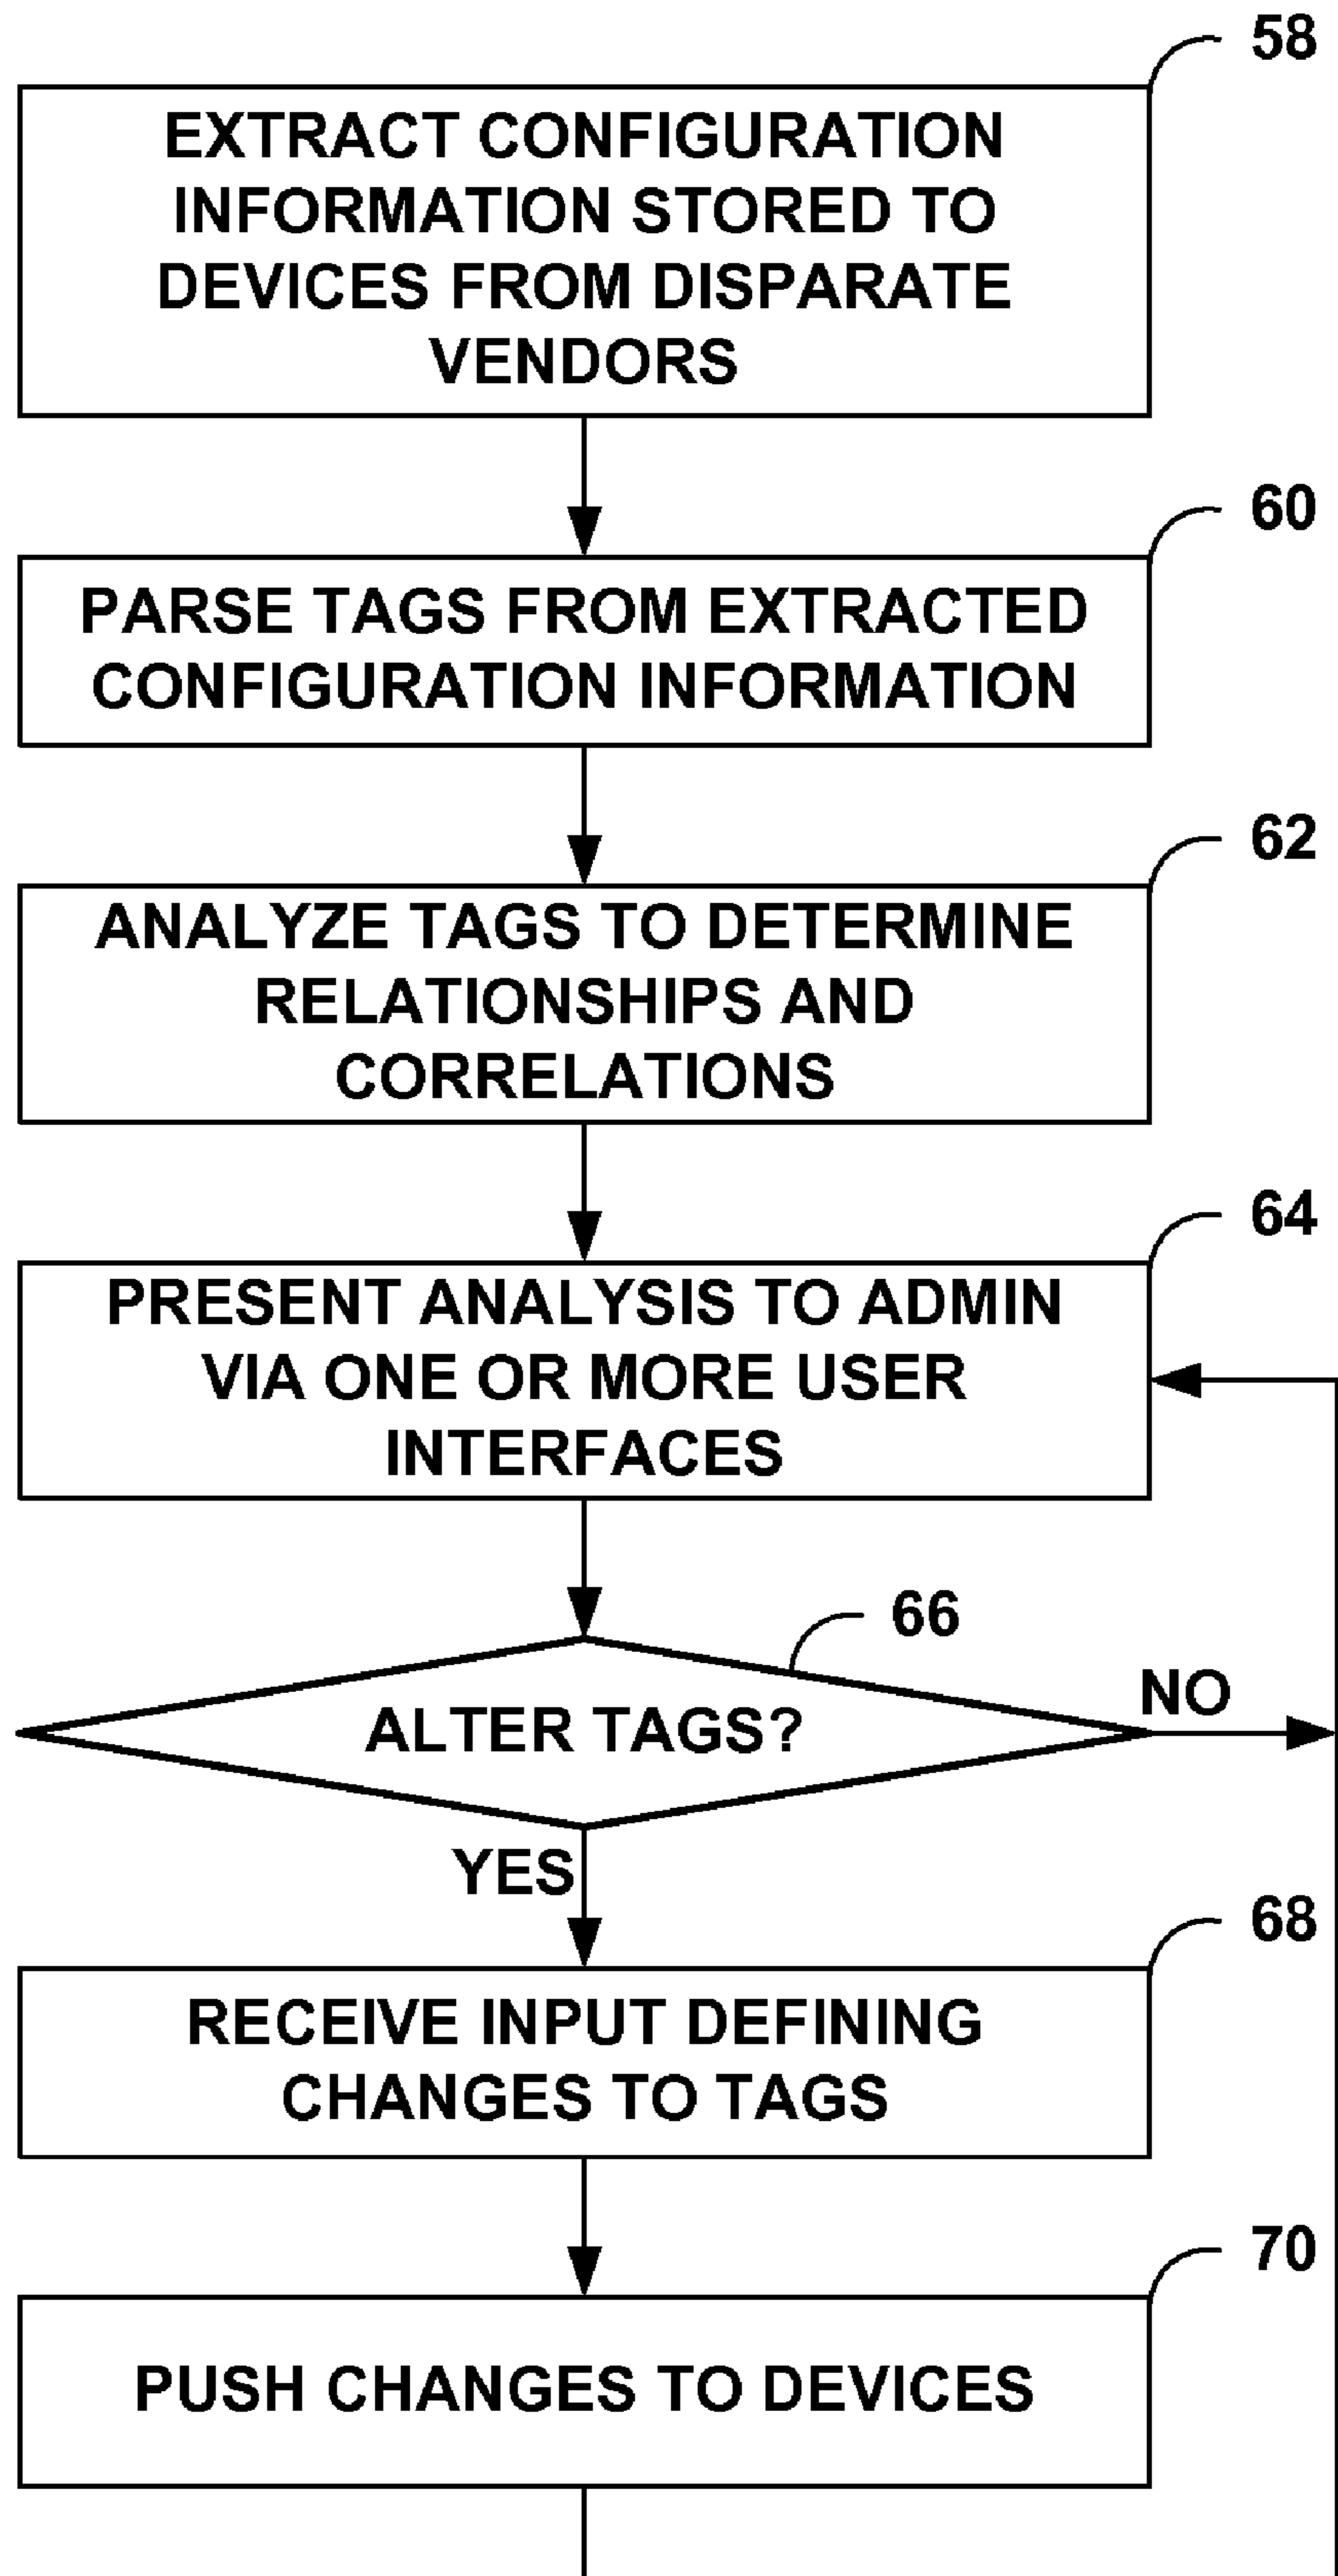 58
EXTRACT CONFIGURATION
INFORMATION STORED TO
DEVICES FROM DISPARATE
VENDORS
60
PARSE TAGS FROM EXTRACTED
CONFIGURATION INFORMATION
62
ANALYZE TAGS TO DETERMINE
RELATIONSHIPS AND
CORRELATIONS
64
PRESENT ANALYSIS TO ADMIN
VIA ONE OR MORE USER
INTERFACES
66
ALTER TAGS?
NO
YES
68
RECEIVE INPUT DEFINING
CHANGES TO TAGS
70
PUSH CHANGES TO DEVICES